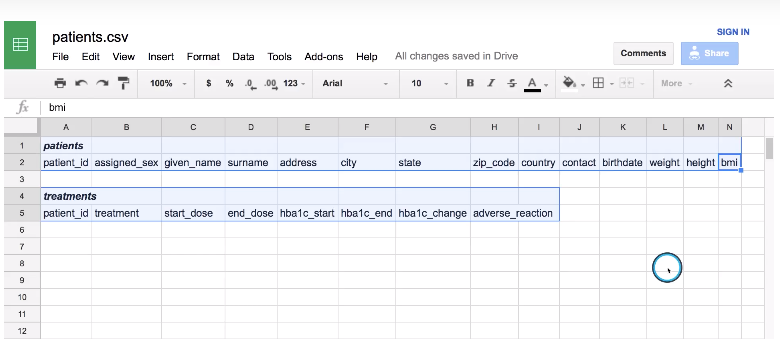 SIGN IN
patients.csv
File Edit View Insert Format Data Tools Add-ons Help All changes saved in Drive Comments Share
100% $ % .0 .00 123 Arial 10 B I S A More
fx bmi
A B C D E F G H I J K L M N
1 patients
2 patient_id assigned_sex given_name surname address city state zip_code country contact birthdate weight height bmi
3
4 treatments
5 patient_id treatment start_dose end_dose hba1c_start hba1c_end hba1c_change adverse_reaction
6
7
8
9
10
11
12